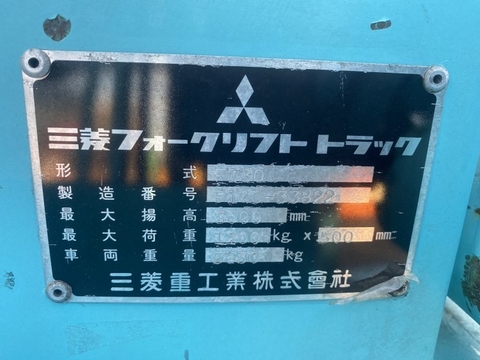 三菱フォークリフト トラック
形式
製造番号
最大揚高 mm
最大荷重 kg x 500 mm
車両重量 kg
三菱重工業株式會社